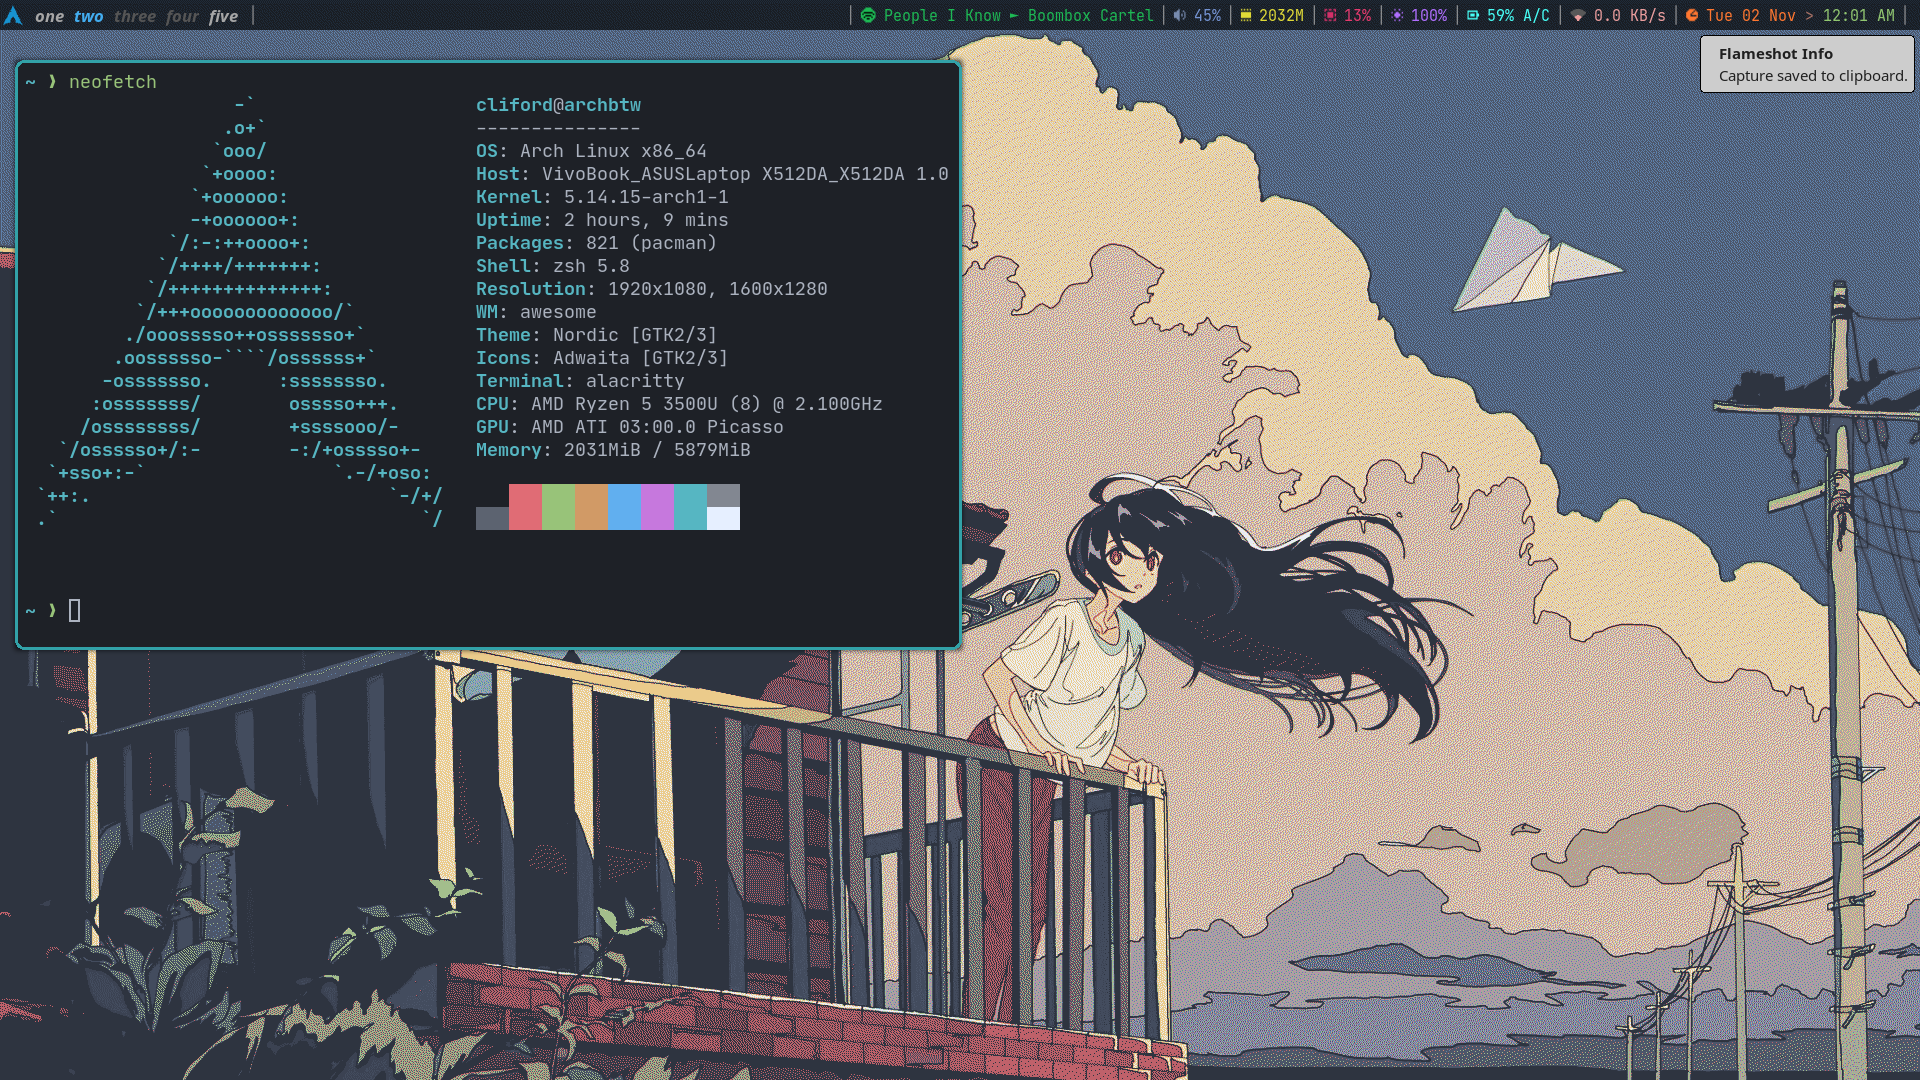 one two three four five | | People I Know ► Boombox Cartel | 45% | 2032M | 13% | 100% | 59% A/C | 0.0 KB/s | Tue 02 Nov > 12:01 AM |
Flameshot Info
Capture saved to clipboard.
~ ❯ neofetch
                   -`
                  .o+`
                 `ooo/
                `+oooo:
               `+oooooo:
               -+oooooo+:
             `/:-:++oooo+:
            `/++++/+++++++:
           `/++++++++++++++:
          `/+++ooooooooooooo/`
         ./ooosssso++osssssso+`
        .oossssso-````/ossssss+`
       -osssssso.      :ssssssso.
      :osssssss/        osssso+++.
     /ossssssss/        +ssssooo/-
   `/ossssso+/:-        -:/+osssso+-
  `+sso+:-`                 `.-/+oso:
 `++:.                           `-/+/
 .`                                 `/
cliford@archbtw
---------------
OS: Arch Linux x86_64
Host: VivoBook_ASUSLaptop X512DA_X512DA 1.0
Kernel: 5.14.15-arch1-1
Uptime: 2 hours, 9 mins
Packages: 821 (pacman)
Shell: zsh 5.8
Resolution: 1920x1080, 1600x1280
WM: awesome
Theme: Nordic [GTK2/3]
Icons: Adwaita [GTK2/3]
Terminal: alacritty
CPU: AMD Ryzen 5 3500U (8) @ 2.100GHz
GPU: AMD ATI 03:00.0 Picasso
Memory: 2031MiB / 5879MiB
~ ❯